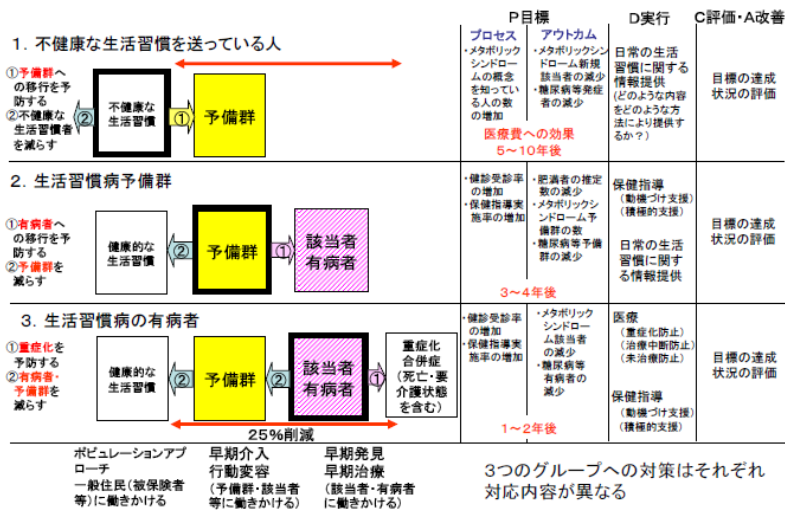 P目標
D実行
C評価・A改善
プロセス
アウトカム
1. 不健康な生活習慣を送っている人
①予備群へ
の移行を予
防する
②不健康な
生活習慣者
を減らす
②
不健康な
生活習慣
①
予備群
・メタボリック
シンドロー
ムの概念
を知ってい
る人の数
の増加
・メタボリックシン
ドローム新規
該当者の減少
・糖尿病等発症者
の減少
医療費への効果
5~10年後
日常の生活
習慣に関する
情報提供
(どのような内容
をどのような方
法により提供す
るか?)
目標の達成
状況の評価
2. 生活習慣病予備群
①有病者へ
の移行を予
防する
②予備群を
減らす
健康的な
生活習慣
②
予備群
①
該当者
有病者
・健診受診率
の増加
・保健指導実
施率の増加
・肥満者の推定
数の減少
・メタボリックシ
ンドローム予
備群の数
・糖尿病等予備
群の減少
3~4年後
保健指導
(動機づけ支援)
(積極的支援)
日常の生活
習慣に関す
る情報提供
目標の達成
状況の評価
3. 生活習慣病の有病者
①重症化を
予防する
②有病者・
予備群を
減らす
健康的な
生活習慣
②
予備群
②
該当者
有病者
①
重症化
合併症
(死亡・要
介護状態
を含む)
25%削減
・健診受診率
の増加
・保健指導実
施率の増加
・メタボリック
シンドロー
ム該当者
の減少
・糖尿病等
有病者の
減少
1~2年後
医療
(重症化防止)
(治療中断防止)
(未治療防止)
保健指導
(動機づけ支援)
(積極的支援)
目標の達成
状況の評価
ポピュレーションアプ
ローチ
一般住民(被保険者
等)に働きかける
早期介入
行動変容
(予備群・該当者
等に働きかける)
早期発見
早期治療
(該当者・有病者
に働きかける)
3つのグループへの対策はそれぞれ
対応内容が異なる